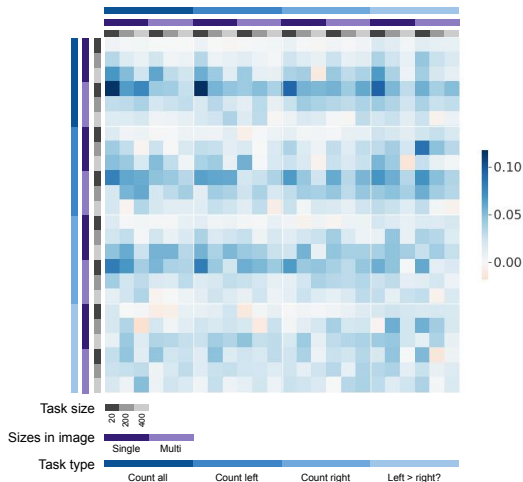 0.10
0.05
0.00
Task size
20 200 400
Sizes in image
Single Multi
Task type
Count all Count left Count right Left > right?